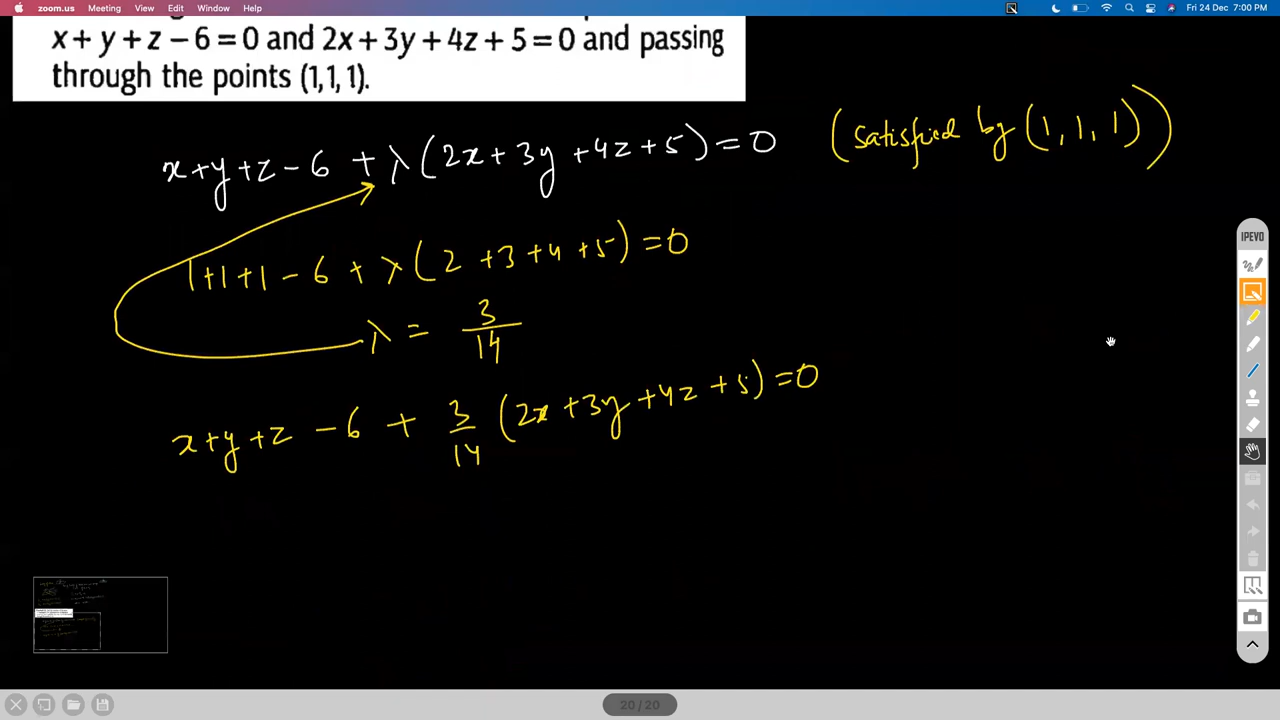 zoom.us Meeting View Edit Window Help Fri 24 Dec 7:00 PM
x + y + z − 6 = 0 and 2x + 3y + 4z + 5 = 0 and passing
through the points (1, 1, 1).
x+y+z-6 + λ(2x+3y+4z+5)=0 (Satisfied by (1, 1, 1))
1+1+1-6 + λ(2+3+4+5)=0
λ = 3/14
x+y+z-6 + 3/14 (2x+3y+4z+5)=0
IPEVO
20 / 20